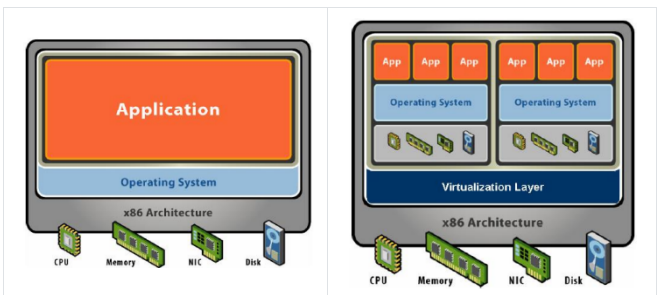 Application
Operating System
x86 Architecture
CPU Memory NIC Disk
App App App App App App
Operating System Operating System
Virtualization Layer
x86 Architecture
CPU Memory NIC Disk